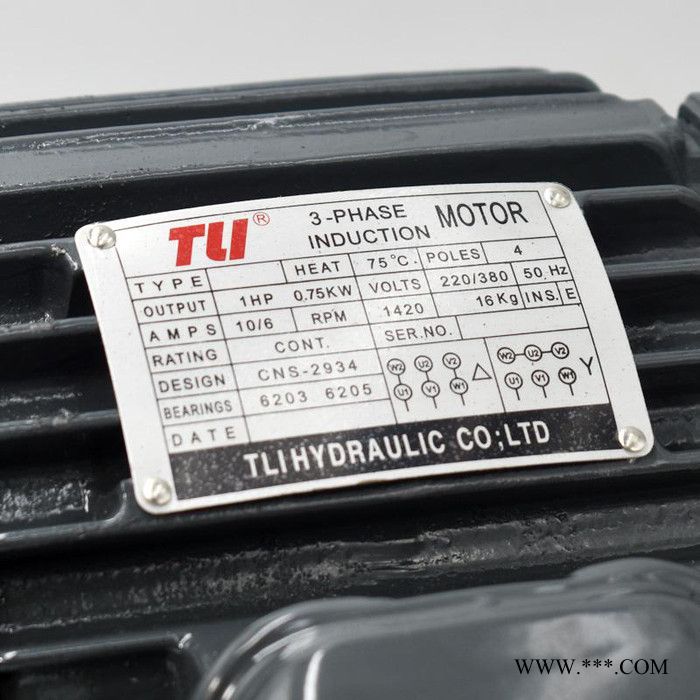 TLI® 3-PHASE INDUCTION MOTOR
TYPE HEAT 75°C. POLES 4
OUTPUT 1HP 0.75KW VOLTS 220/380 50 Hz
AMPS 10/6 RPM 1420 16Kg INS. E
RATING CONT. SER.NO.
DESIGN CNS-2934
BEARINGS 6203 6205
DATE
W2 U2 V2 W2 U2 V2
U1 V1 W1 △ U1 V1 W1 Y
TLIHYDRAULIC CO;LTD
WWW.***.COM